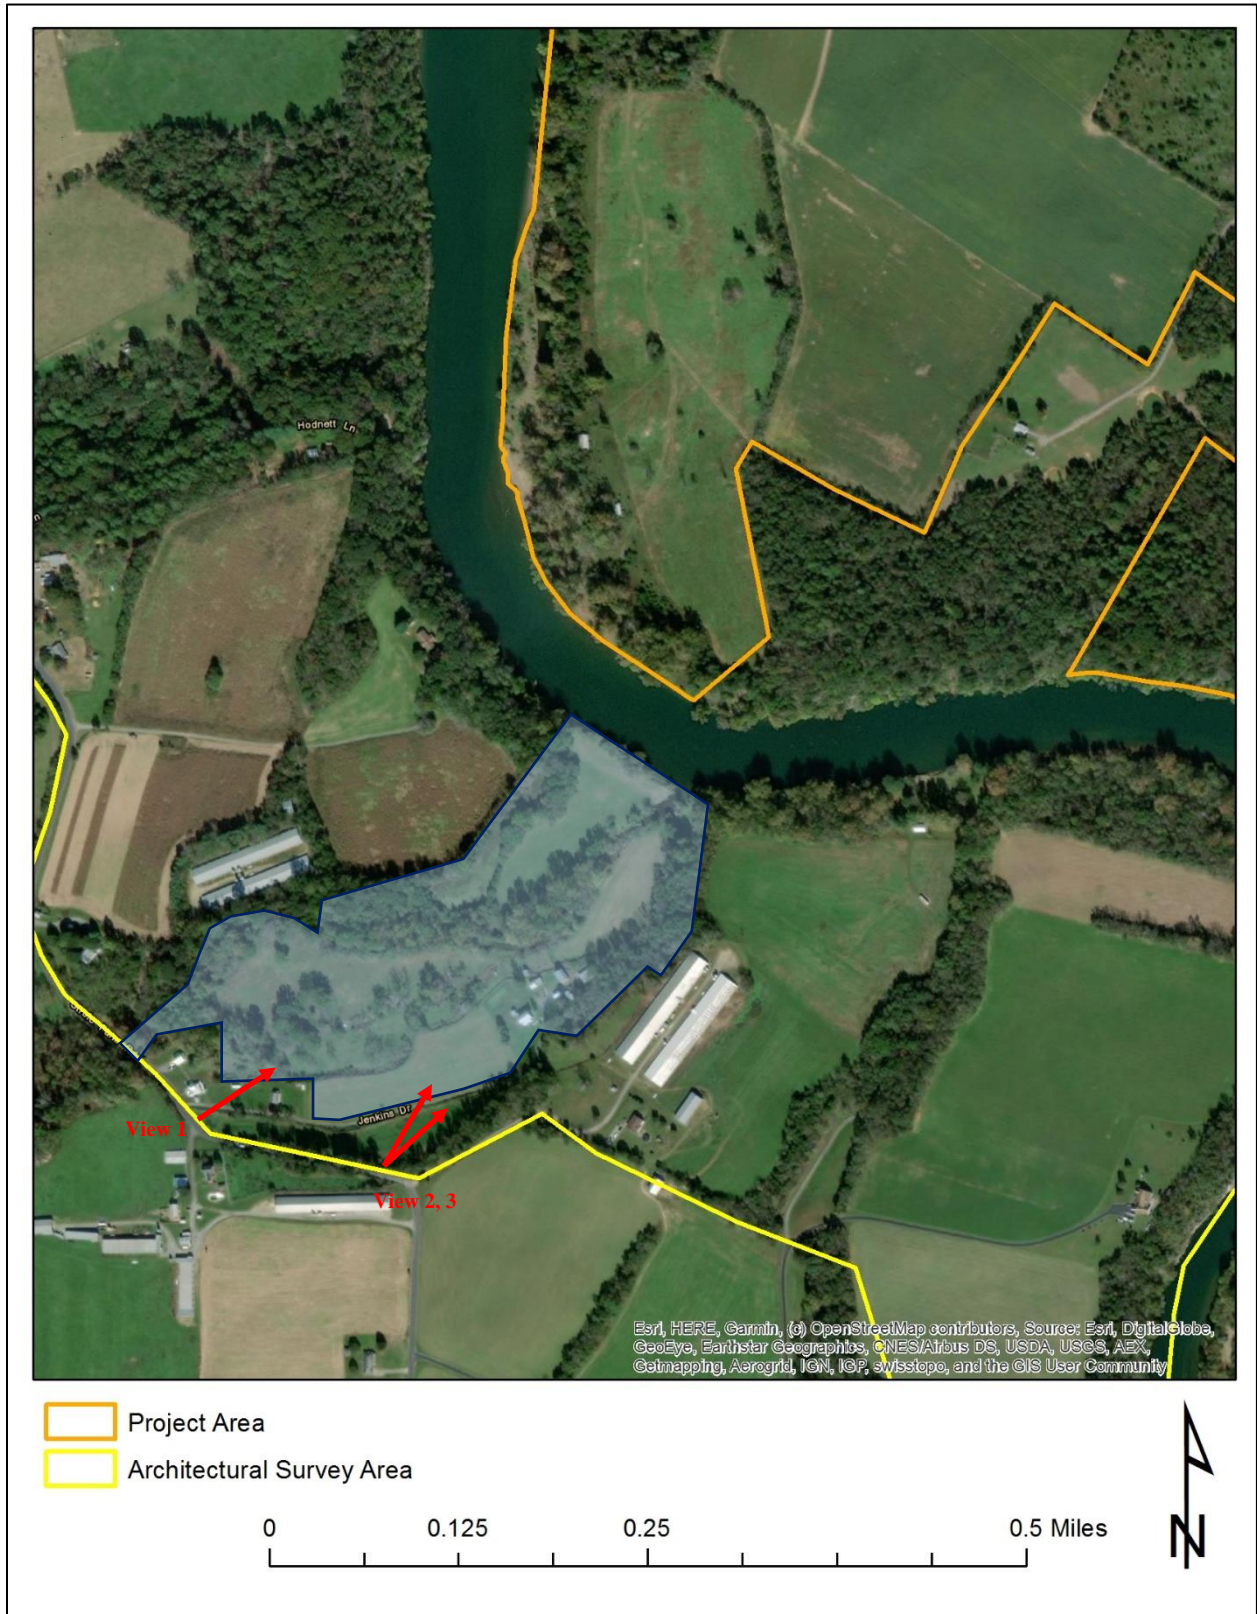 Hodnett Ln
Jenkins Dr
View 1
View 2, 3
Esri, HERE, Garmin, (c) OpenStreetMap contributors, Source: Esri, DigitalGlobe,
GeoEye, Earthstar Geographics, CNES/Airbus DS, USDA, USGS, AEX,
Getmapping, Aerogrid, IGN, IGP, swisstopo, and the GIS User Community
Project Area
Architectural Survey Area
0 0.125 0.25 0.5 Miles
N